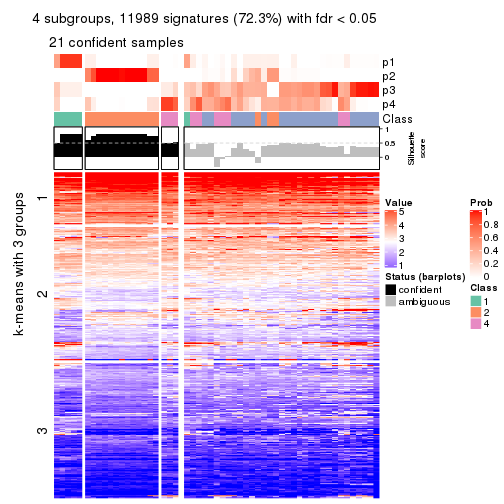 4 subgroups, 11989 signatures (72.3%) with fdr < 0.05
21 confident samples
p1
p2
p3
p4
Class
1
0.5
0
Silhouette
score
k-means with 3 groups
1
2
3
Value
5
4
3
2
1
Status (barplots)
confident
ambiguous
Prob
1
0.8
0.6
0.4
0.2
0
Class
1
2
4